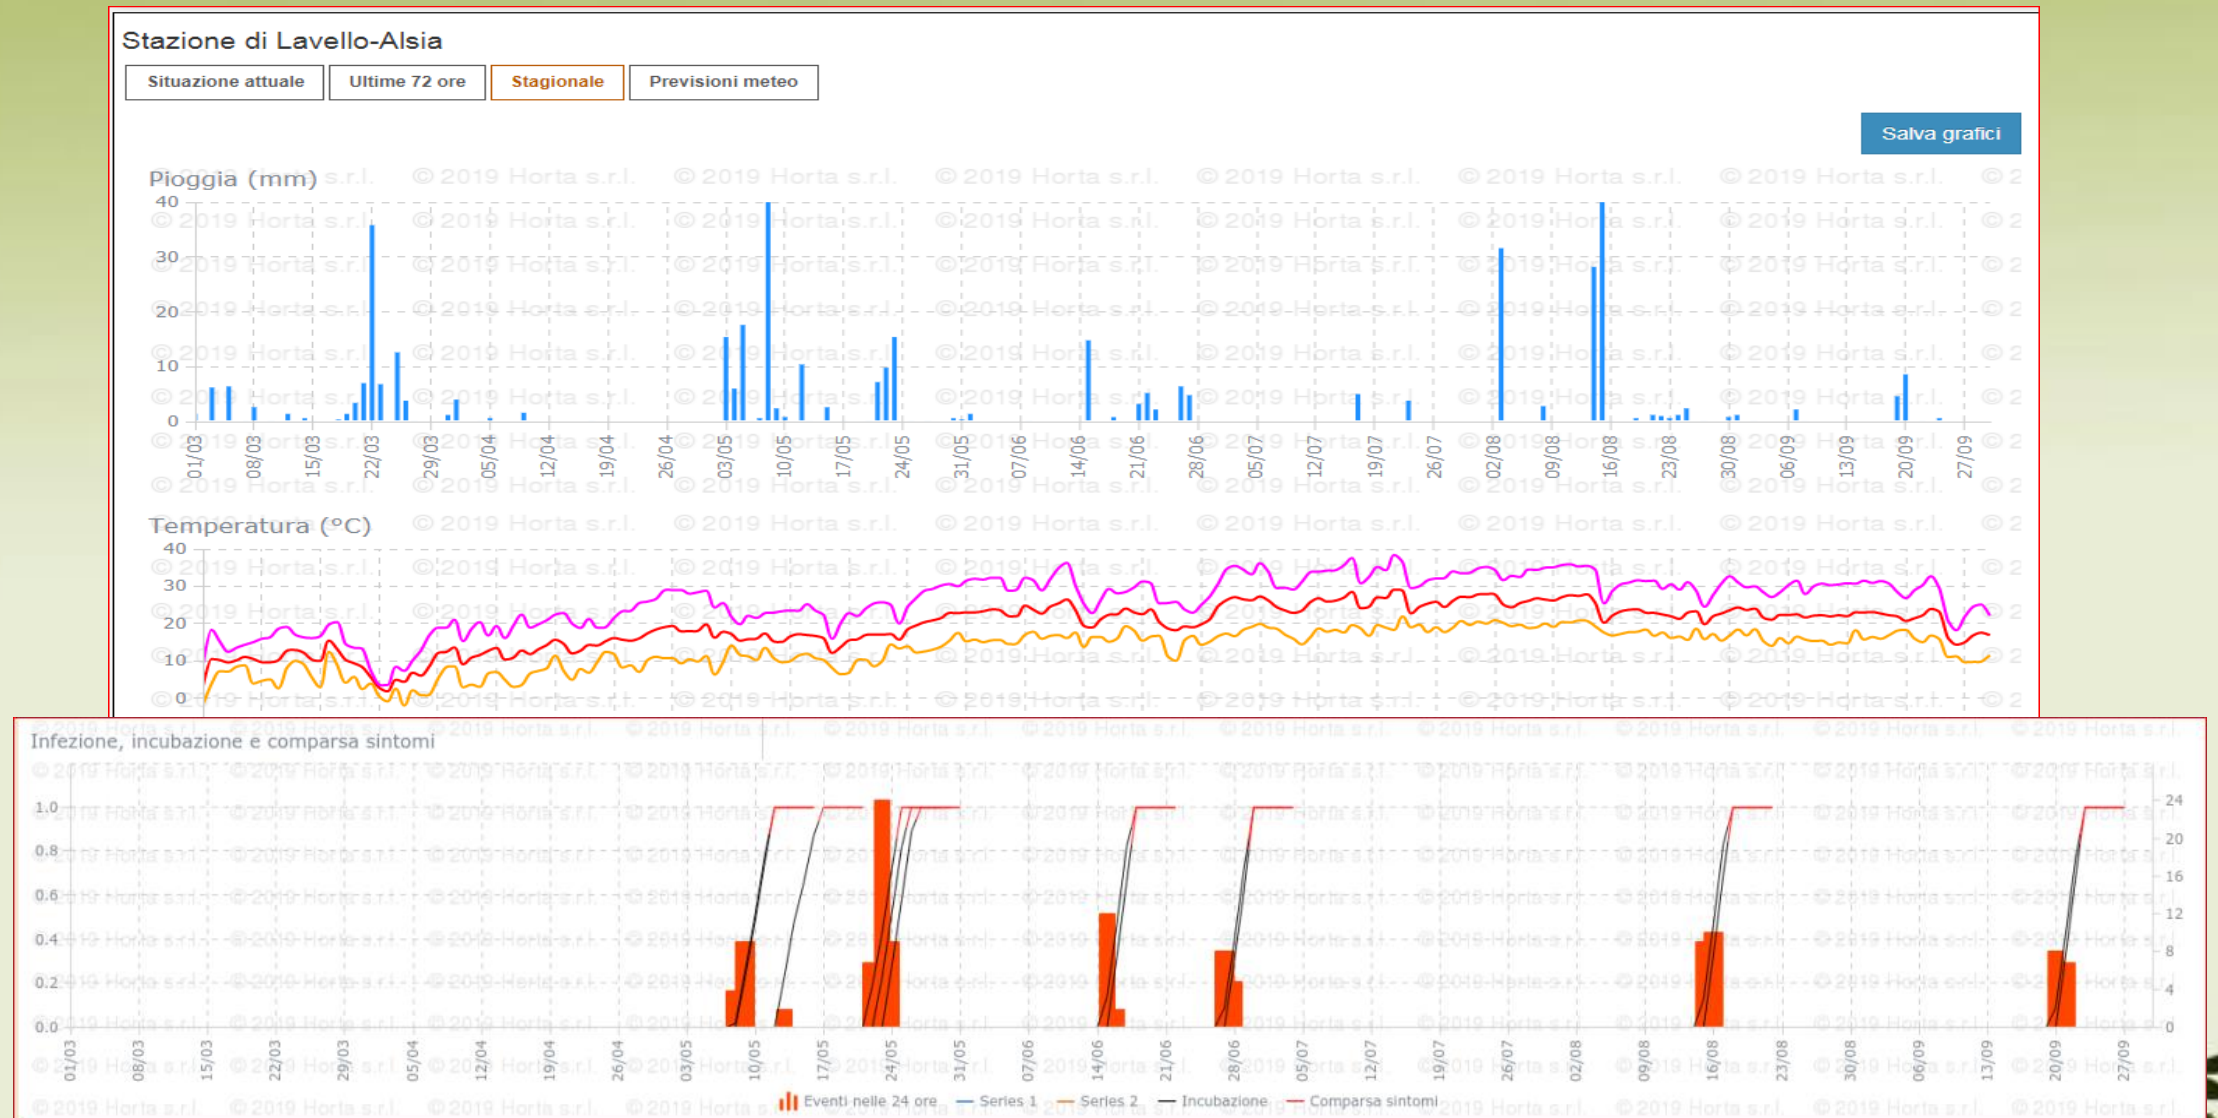 Stazione di Lavello-Alsia
Situazione attuale Ultime 72 ore Stagionale Previsioni meteo
Salva grafici
Pioggia (mm)
40
30
20
10
0
01/03 08/03 15/03 22/03 29/03 05/04 12/04 19/04 26/04 03/05 10/05 17/05 24/05 31/05 07/06 14/06 21/06 28/06 05/07 12/07 19/07 26/07 02/08 09/08 16/08 23/08 30/08 06/09 13/09 20/09 27/09
Temperatura (°C)
40
30
20
10
0
© 2019 Horta s.r.l.
Infezione, incubazione e comparsa sintomi
1.0 24
0.8 20
0.6 16
12
0.4 8
0.2 4
0.0 0
01/03 08/03 15/03 22/03 29/03 05/04 12/04 19/04 26/04 03/05 10/05 17/05 24/05 31/05 07/06 14/06 21/06 28/06 05/07 12/07 19/07 26/07 02/08 09/08 16/08 23/08 30/08 06/09 13/09 20/09 27/09
Eventi nelle 24 ore Series 1 Series 2 Incubazione Comparsa sintomi